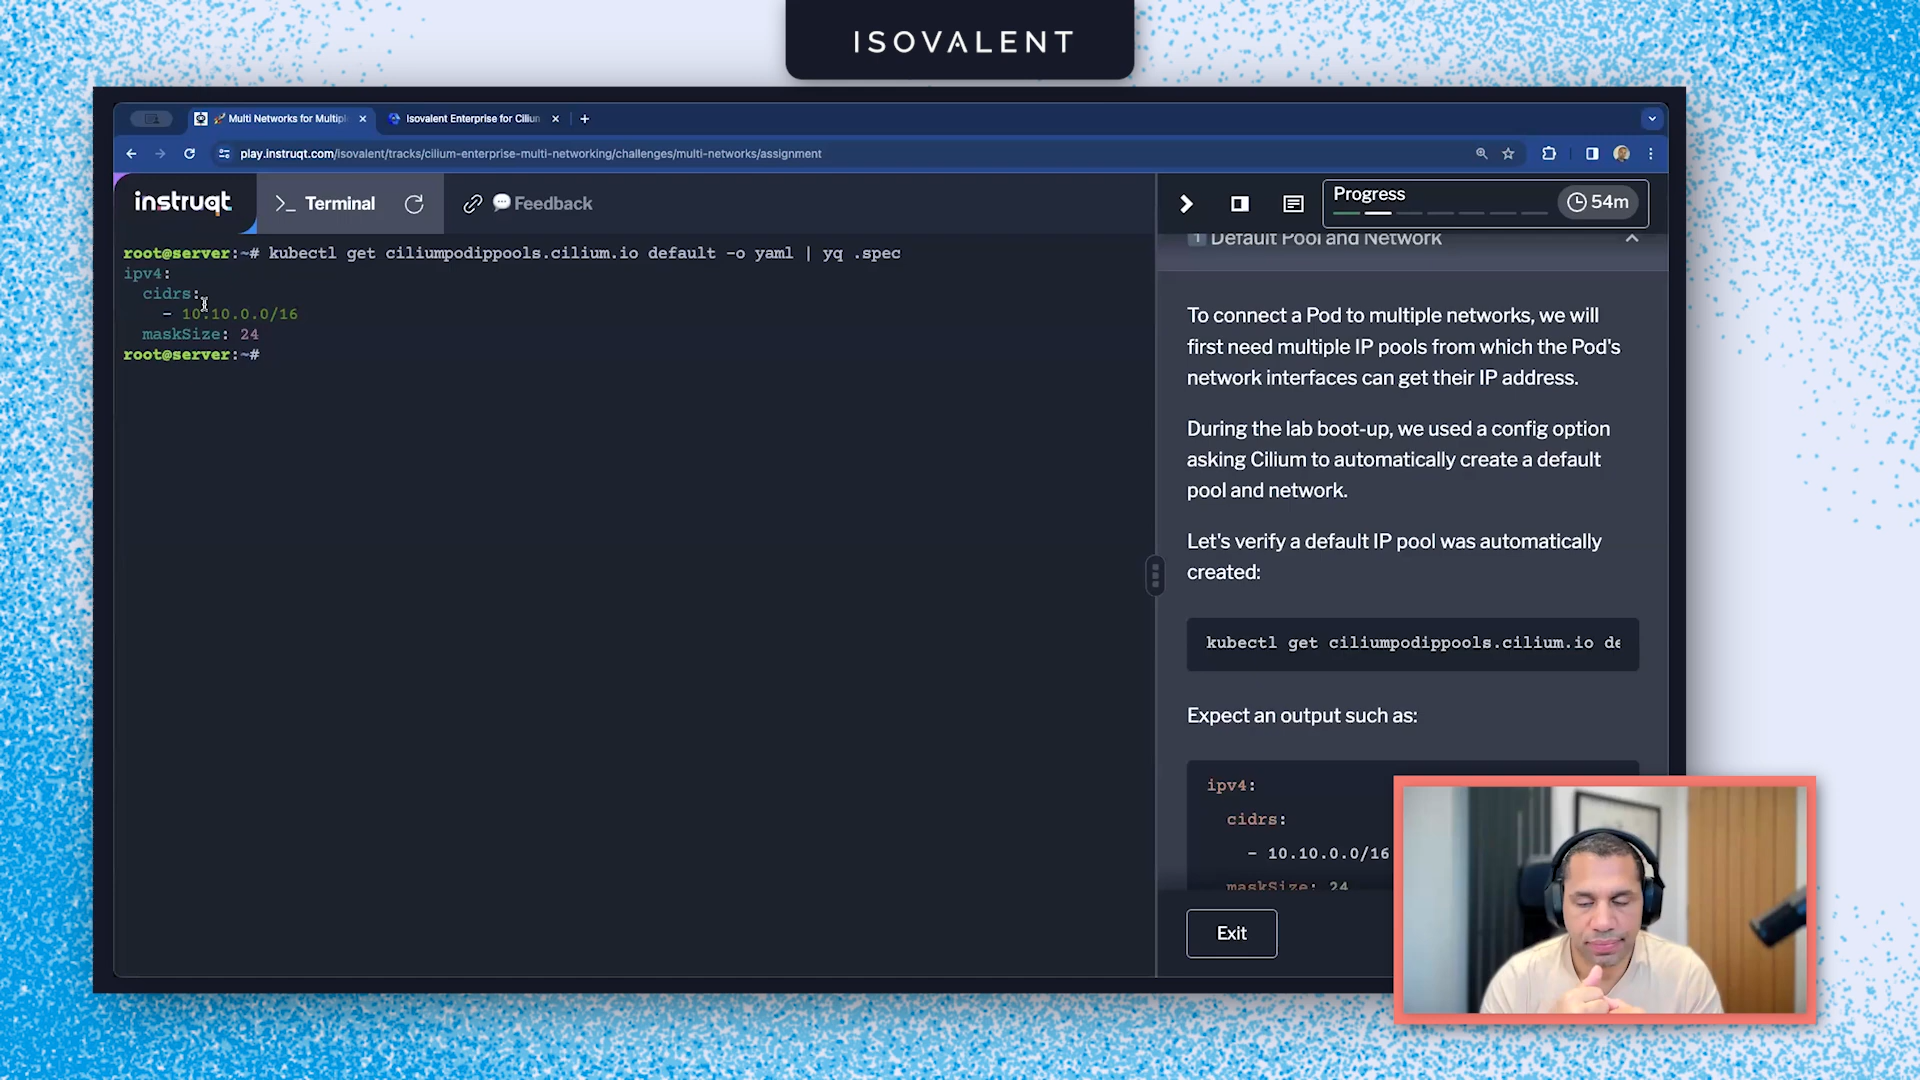 ISOVALENT
Multi Networks for Multipl
Isovalent Enterprise for Cilium
play.instruqt.com/isovalent/tracks/cilium-enterprise-multi-networking/challenges/multi-networks/assignment
instruqt
>_ Terminal
Feedback
Progress
54m
root@server:~# kubectl get ciliumpodippools.cilium.io default -o yaml | yq .spec
ipv4:
cidrs:
- 10.10.0.0/16
maskSize: 24
root@server:~#
1 Default Pool and Network
To connect a Pod to multiple networks, we will
first need multiple IP pools from which the Pod's
network interfaces can get their IP address.
During the lab boot-up, we used a config option
asking Cilium to automatically create a default
pool and network.
Let's verify a default IP pool was automatically
created:
kubectl get ciliumpodippools.cilium.io de
Expect an output such as:
ipv4:
cidrs:
- 10.10.0.0/16
maskSize: 24
Exit